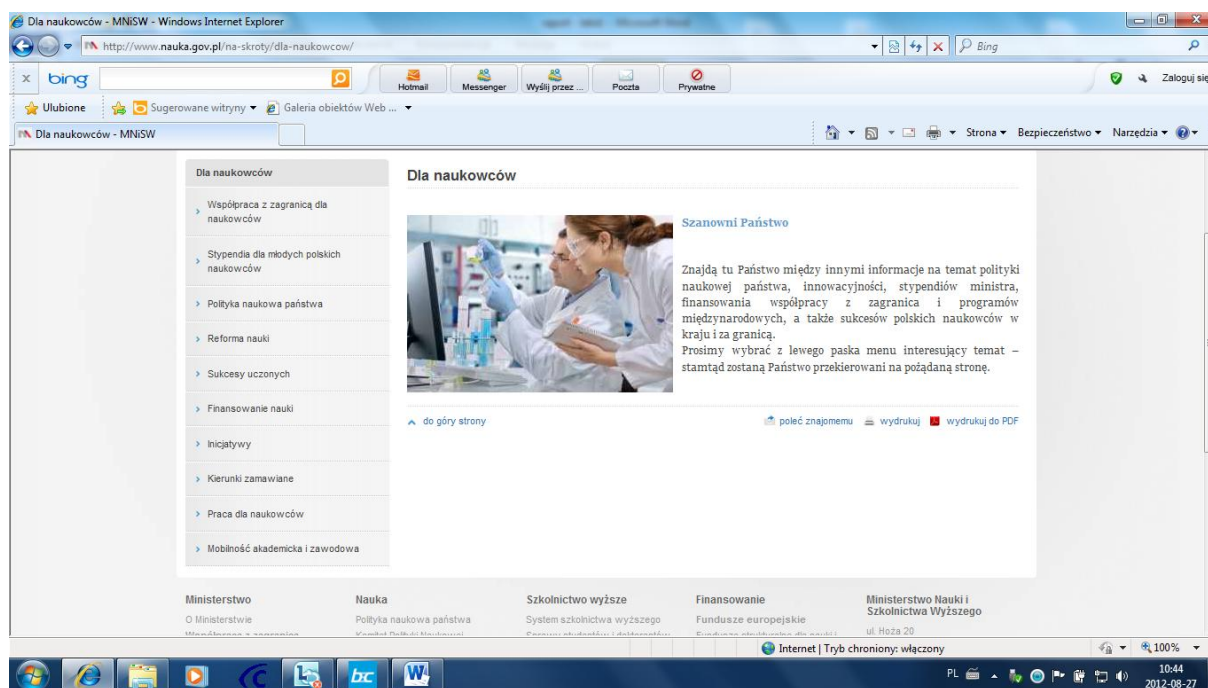 Dla naukowców - MNiSW - Windows Internet Explorer
http://www.nauka.gov.pl/na-skroty/dla-naukowcow/
Bing
x bing
Hotmail Messenger Wyślij przez ... Poczta Prywatne
Zaloguj się
Ulubione Sugerowane witryny Galeria obiektów Web ...
Dla naukowców - MNiSW
Strona Bezpieczeństwo Narzędzia
Dla naukowców
Współpraca z zagranicą dla
naukowców
Stypendia dla młodych polskich
naukowców
Polityka naukowa państwa
Reforma nauki
Sukcesy uczonych
Finansowanie nauki
Inicjatywy
Kierunki zamawiane
Praca dla naukowców
Mobilność akademicka i zawodowa
Dla naukowców
Szanowni Państwo
Znajdą tu Państwo między innymi informacje na temat polityki
naukowej państwa, innowacyjności, stypendiów ministra,
finansowania współpracy z zagranica i programów
międzynarodowych, a także sukcesów polskich naukowców w
kraju i za granicą.
Prosimy wybrać z lewego paska menu interesujący temat –
stamtąd zostaną Państwo przekierowani na pożądaną stronę.
do góry strony
poleć znajomemu wydrukuj wydrukuj do PDF
Ministerstwo Nauka Szkolnictwo wyższe Finansowanie Ministerstwo Nauki i
Szkolnictwa Wyższego
O Ministerstwie Polityka naukowa państwa System szkolnictwa wyższego Fundusze europejskie
ul. Hoża 20
Internet | Tryb chroniony: włączony
100%
bc
W
PL
10:44
2012-08-27